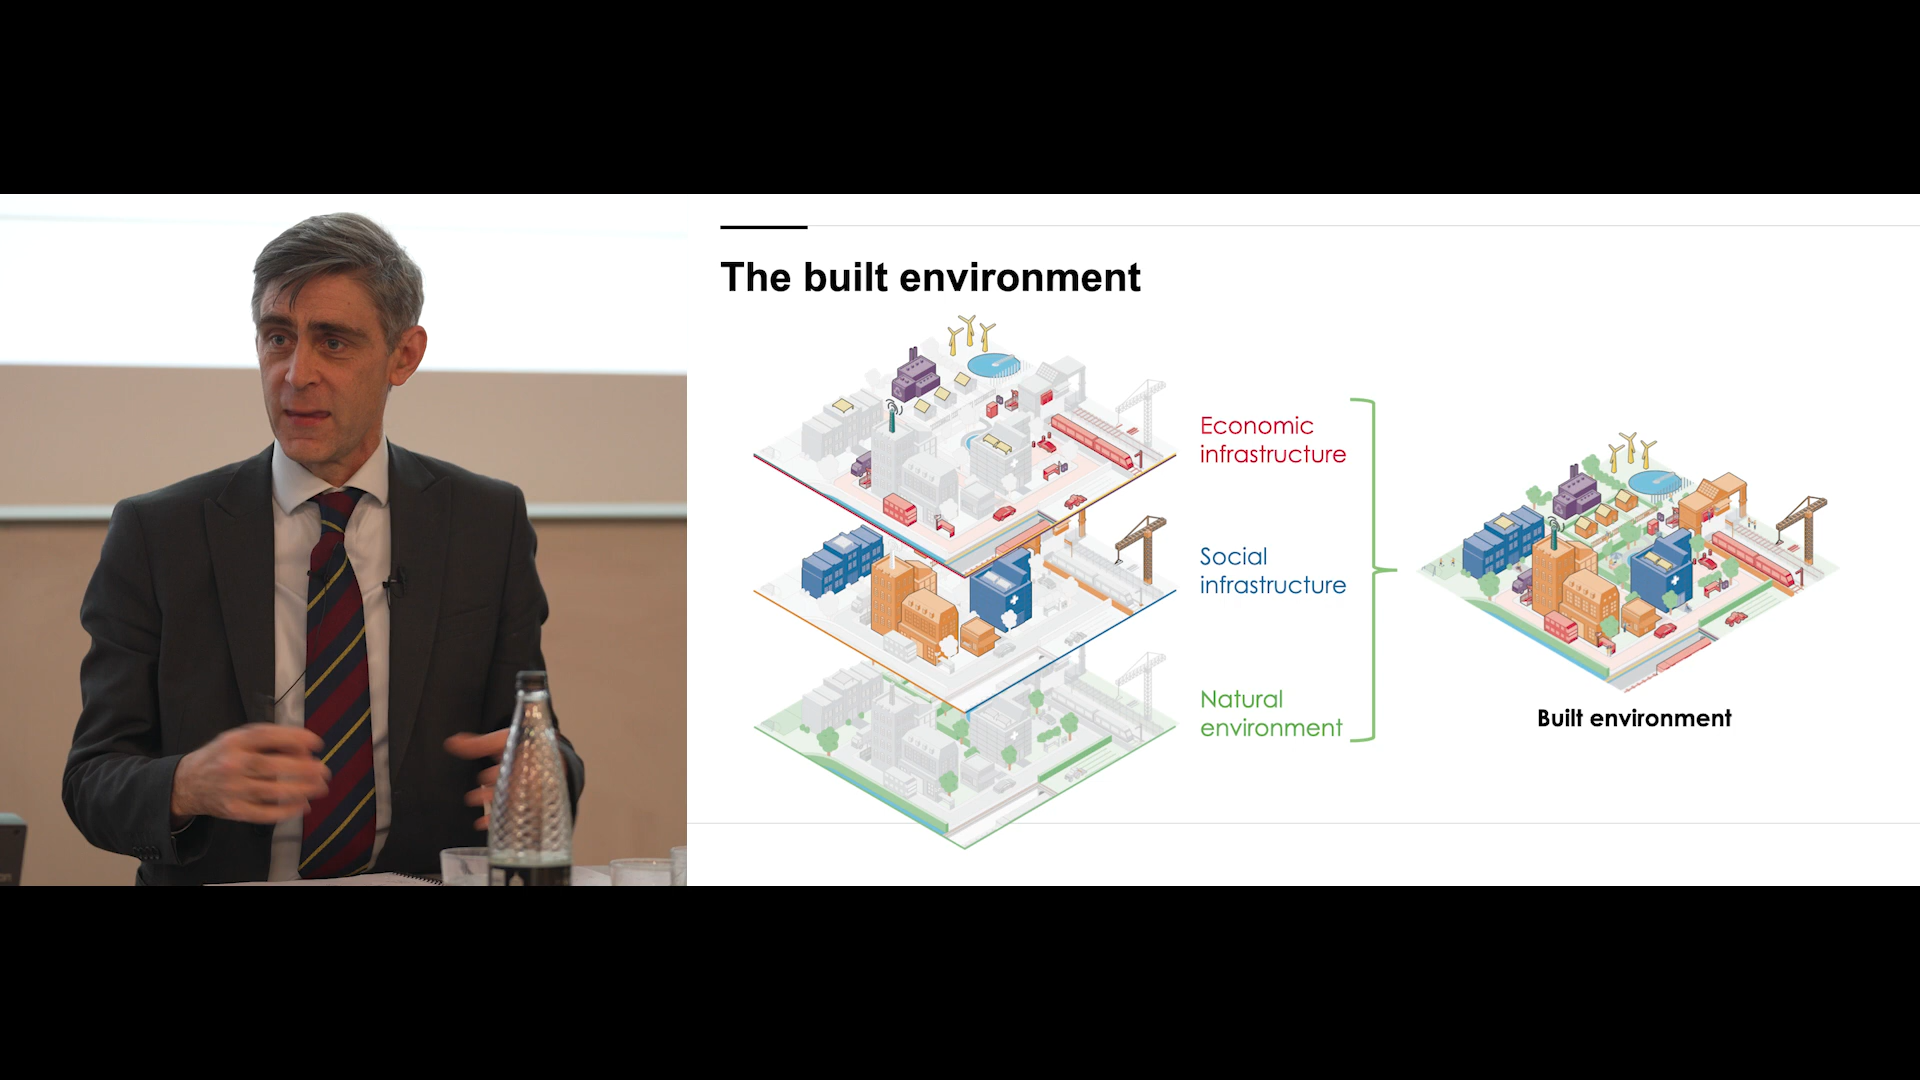 The built environment
Economic
infrastructure
Social
infrastructure
Natural
environment
Built environment